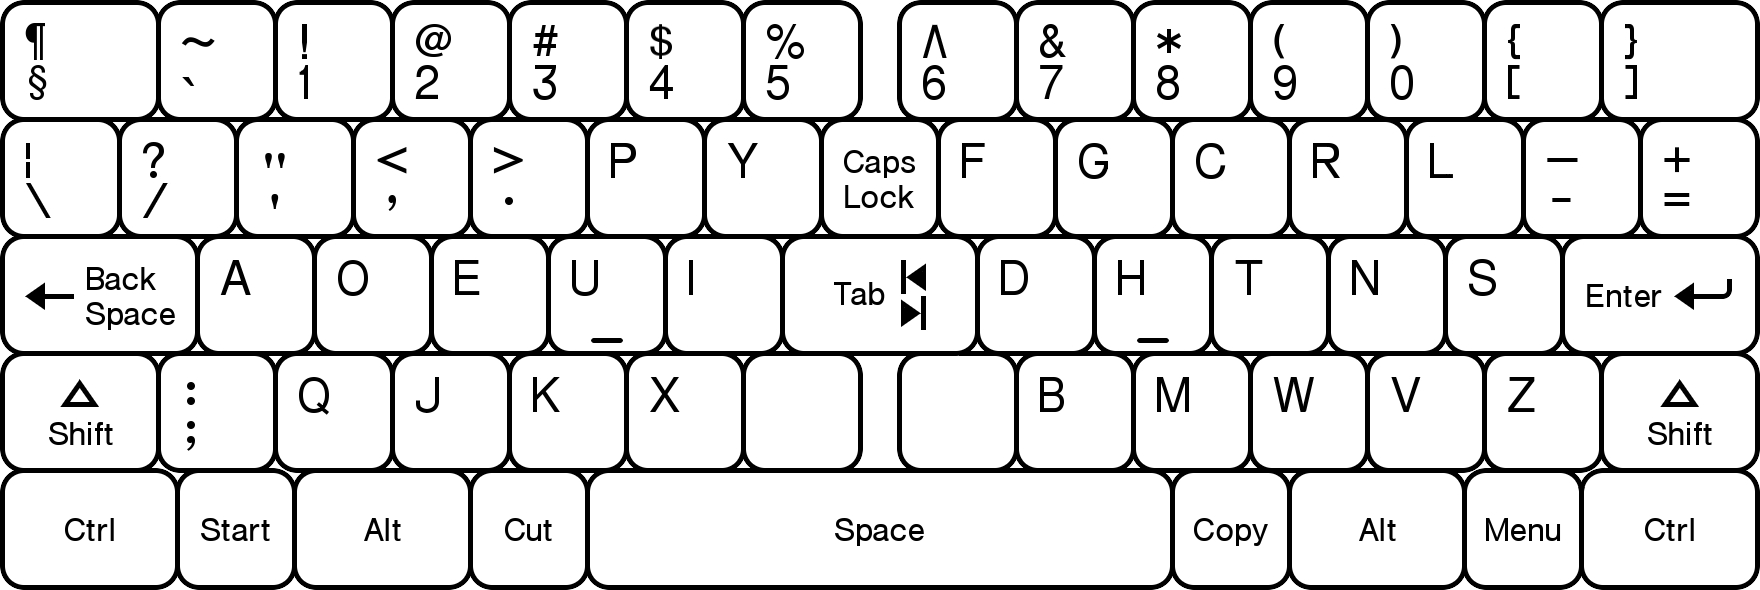 ¶ ~ ! @ # $ % ^ & * ( ) { }
§ ` 1 2 3 4 5 6 7 8 9 0 [ ]
¦ ? " < > P Y Caps F G C R L — +
\ / ' , . Lock - =
← Back Space A O E U I Tab D H T N S Enter
Shift : Q J K X B M W V Z Shift
;
Ctrl Start Alt Cut Space Copy Alt Menu Ctrl